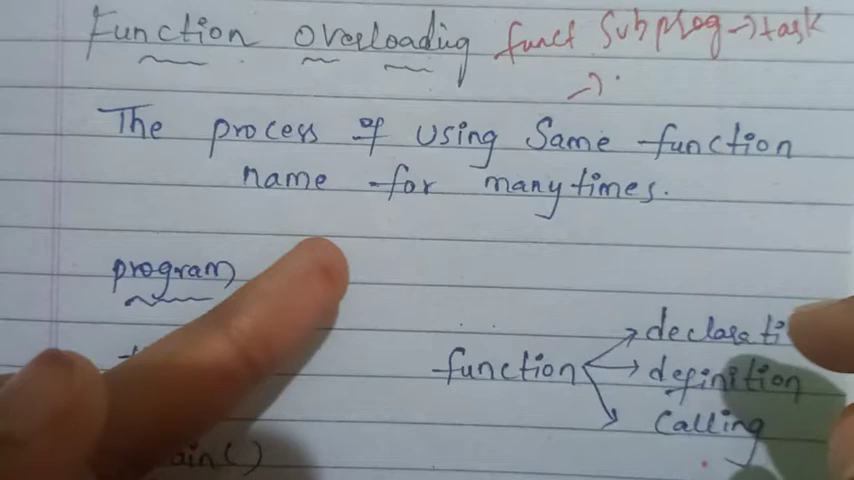 Function overloading funct Subprog→task
→
The process of using Same function
name for many times.
program
function → declarati
→ definition
→ Calling
ain()